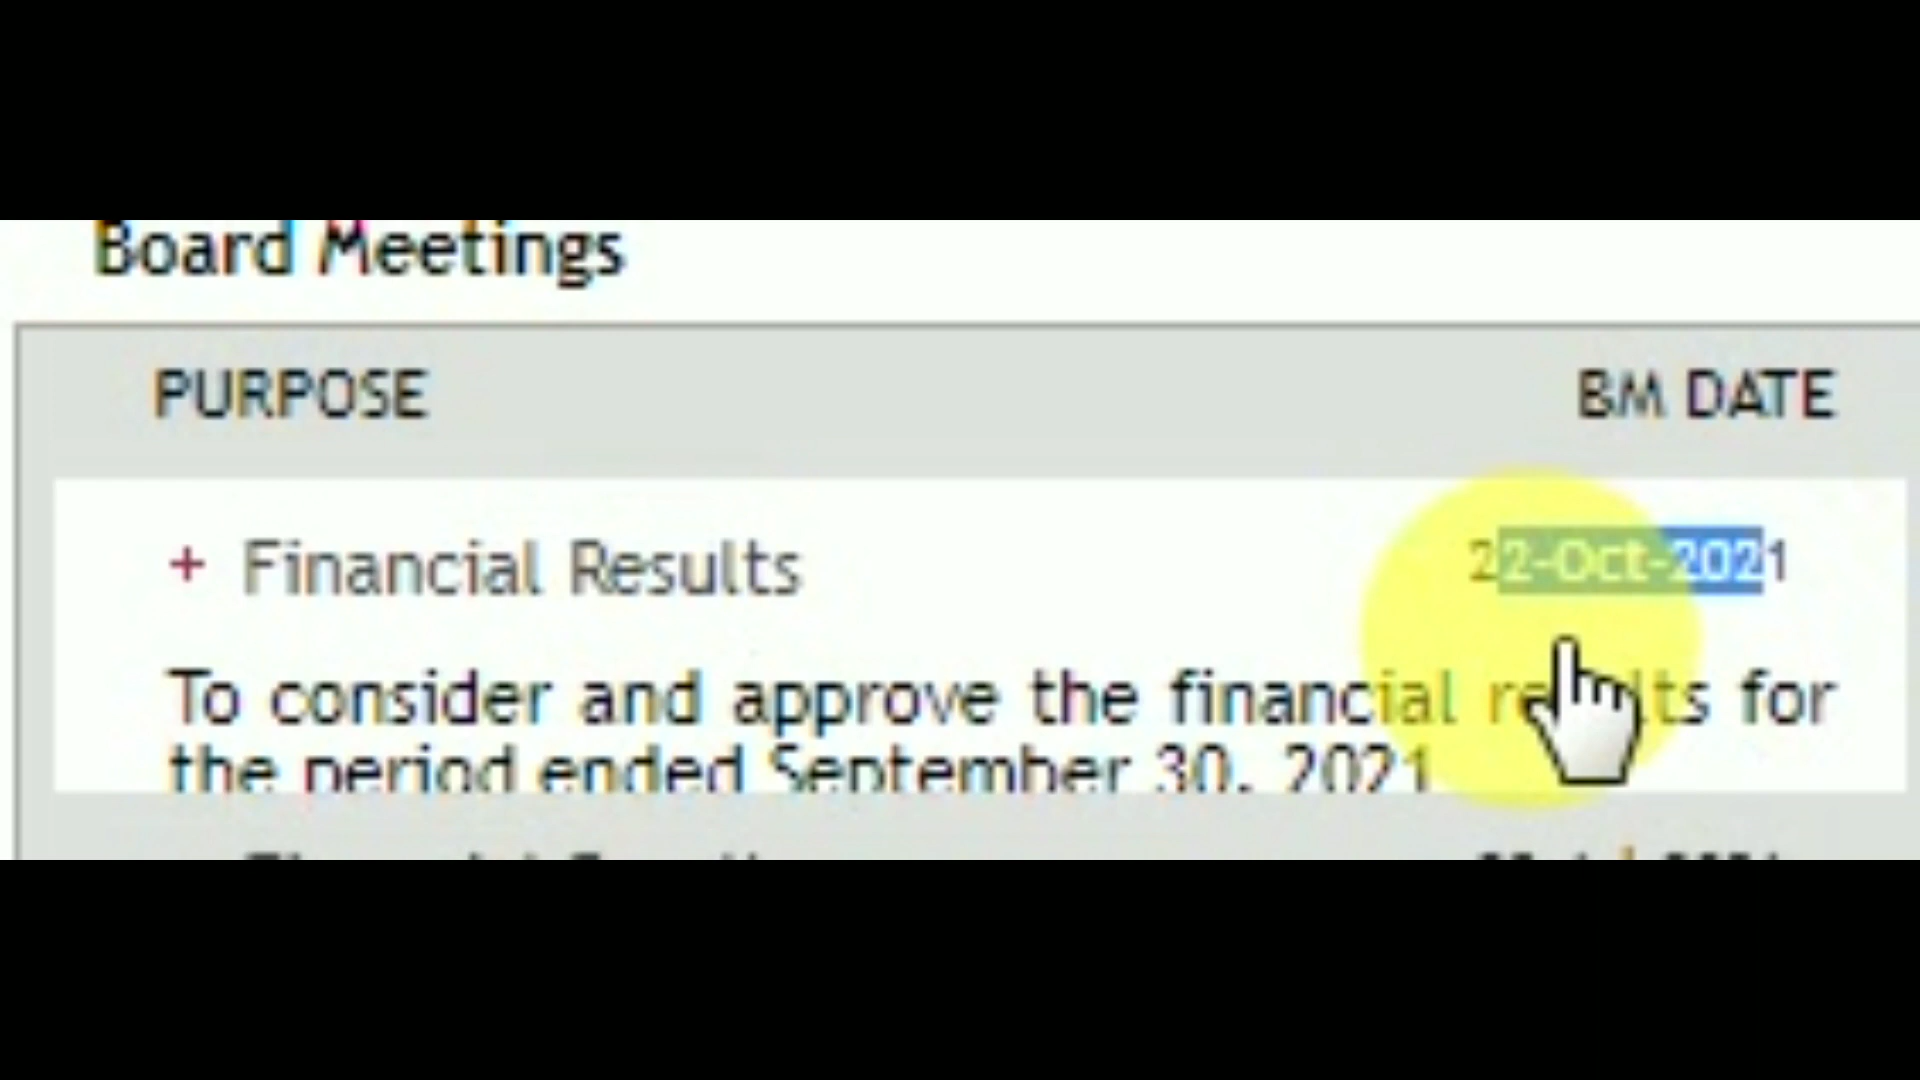 Board Meetings
PURPOSE BM DATE
+ Financial Results 22-Oct-2021
To consider and approve the financial results for
the period ended September 30, 2021